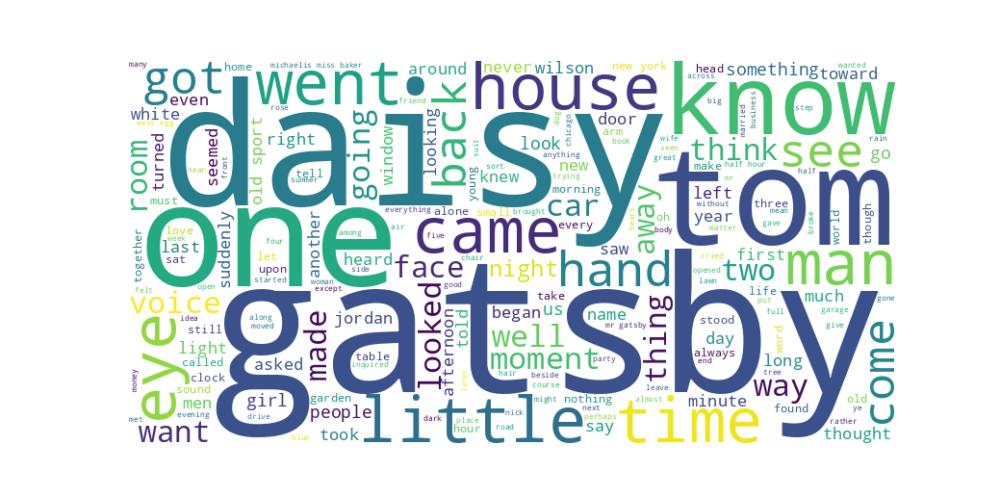 many
home
michaelis
miss baker
around
never
wilson
new york
head
something
toward
wanted
got
went
house
know
across
even
white
rose
friend
back
door
arm
big
married
business
step
daisy
right
going
window
looking
look
dog
chicago
book
wife
seen
great
think
see
go
rain
room
turned
seemed
old sport
tell
summer
hear
front
west egg
must
knew
young
suit
sort
anything
trying
new
morning
make
half hour
half
mr
tom
left
year
without
three
mean
gave
broke
world
though
one
love
week
last
sat
together
suddenly
another
four
let
upon
among
everything
alone
small
brought
air
five
came
car
every
away
oh
body
beats
matter
saw
heard
side
face
chair
night
hand
first
two
man
cried
opened
lawn
felt
open
started
woman
except
good
voice
gatsby
looked
began
us
take
name
thing
stood
day
always
end
life
put
full
much
garage
give
gone
word
long
tree
eye
idea
still
along
moved
made
jordan
afternoon
told
well
moment
mr gatsby
party
light
called
asked
table
inquired
hair
beside
course
leave
way
come
clock
sound
men
money
evening
met
girl
drive
garden
people
later
dark
place
hour
little
nick
road
might
nothing
next
perhaps
almost
time
minute
found
old
ye
rather
want
blue
took
say
thought